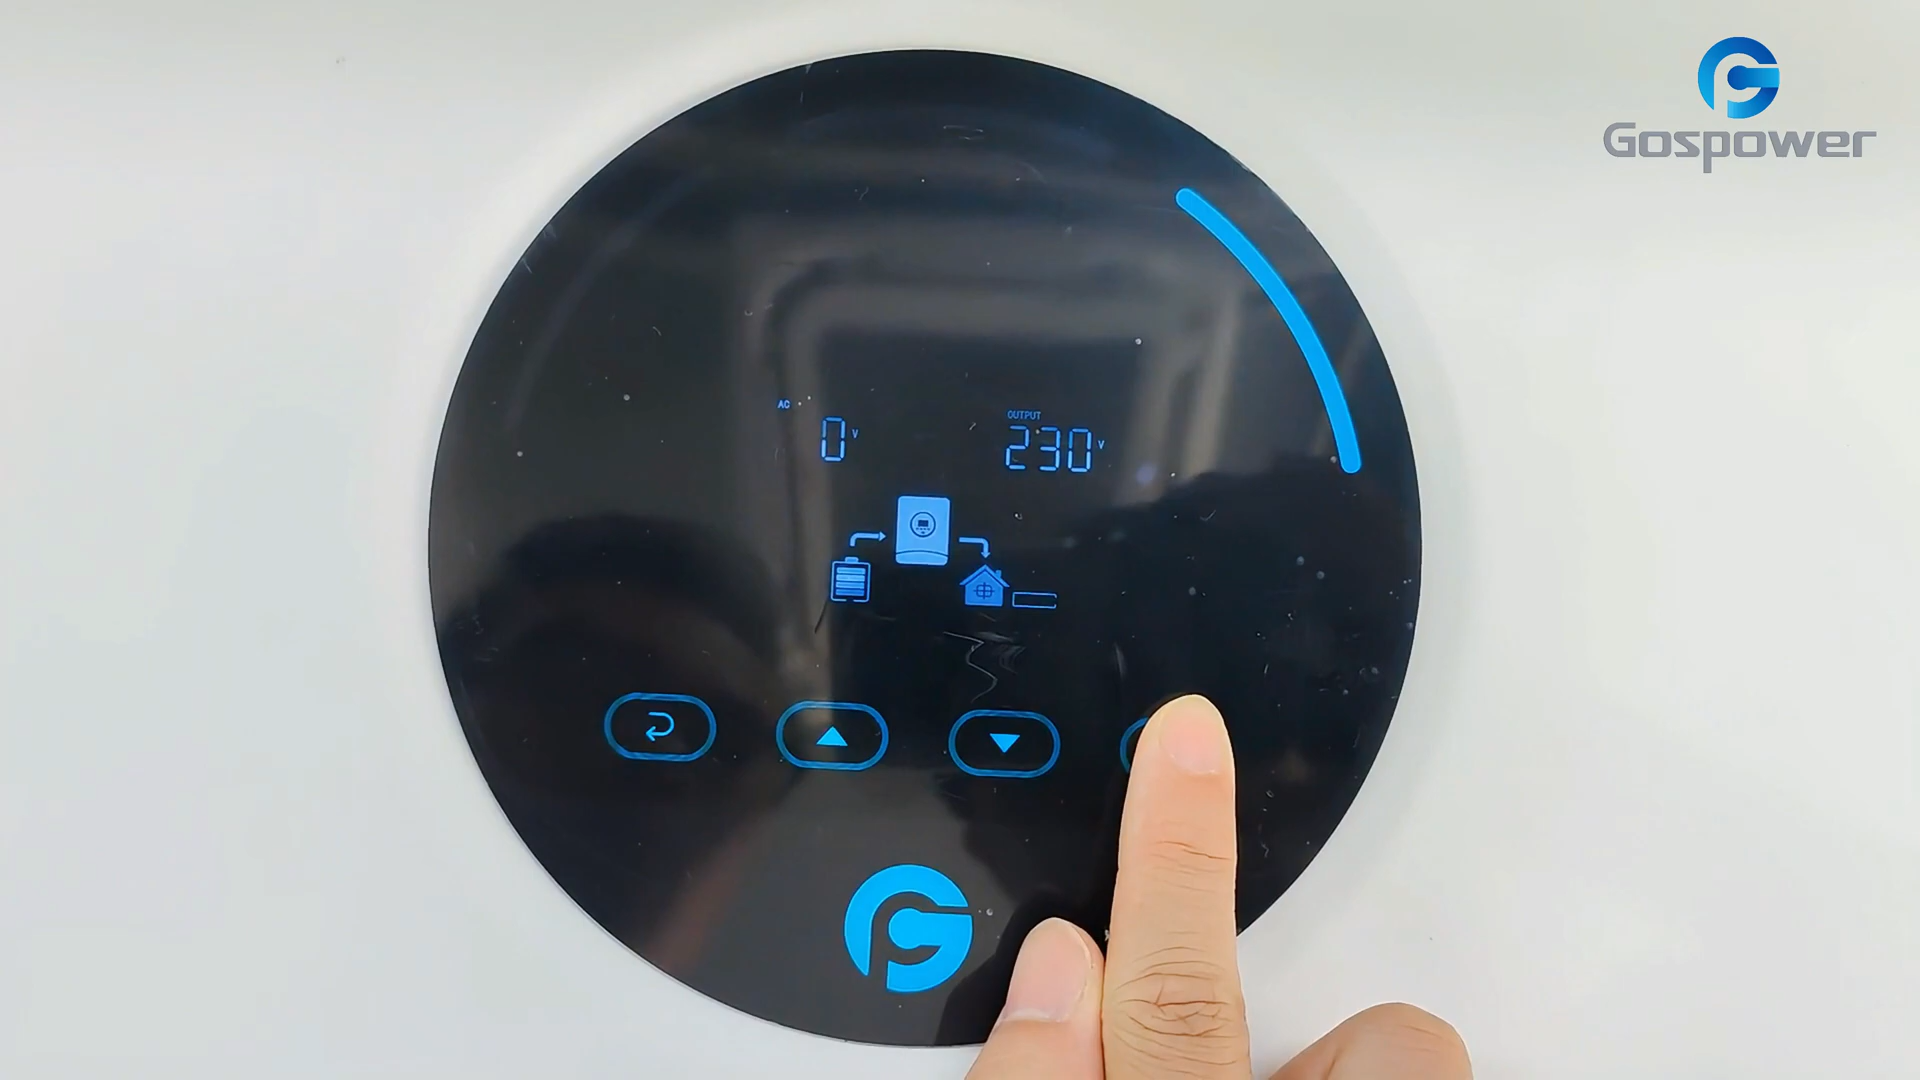 Gospower
AC
0 V
OUTPUT
230 V